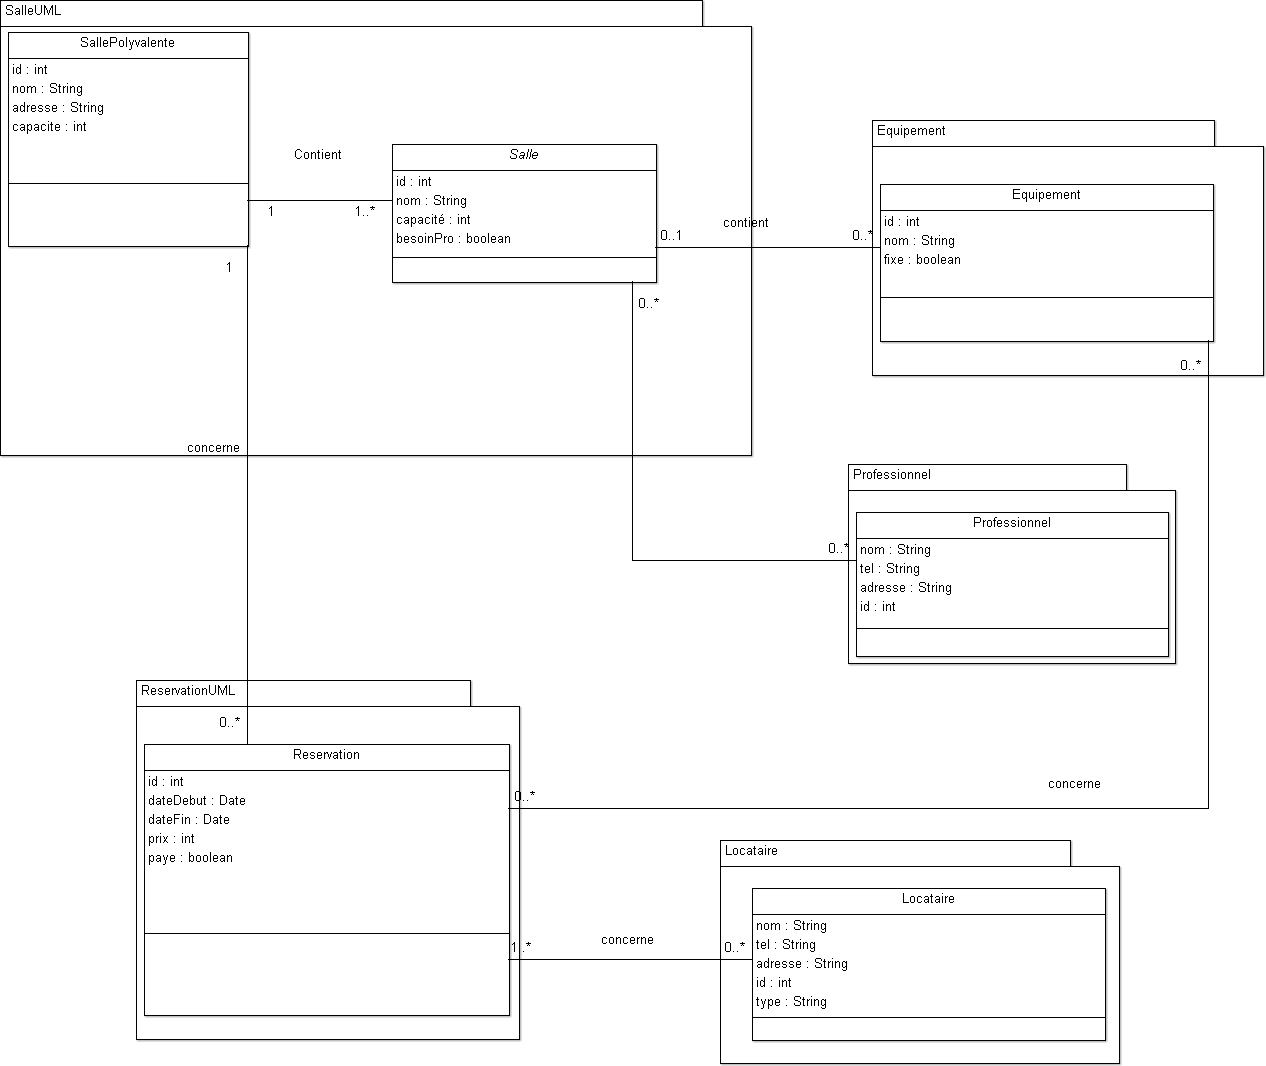 SalleUML
SallePolyvalente
id : int
nom : String
adresse : String
capacite : int
Contient
1
1..*
Salle
id : int
nom : String
capacité : int
besoinPro : boolean
0..1
contient
0..*
0..*
1
concerne
Equipement
Equipement
id : int
nom : String
fixe : boolean
0..*
Professionnel
Professionnel
0..*
nom : String
tel : String
adresse : String
id : int
ReservationUML
0..*
Reservation
id : int
dateDebut : Date
dateFin : Date
prix : int
paye : boolean
0..*
concerne
1..*
concerne
0..*
Locataire
Locataire
nom : String
tel : String
adresse : String
id : int
type : String